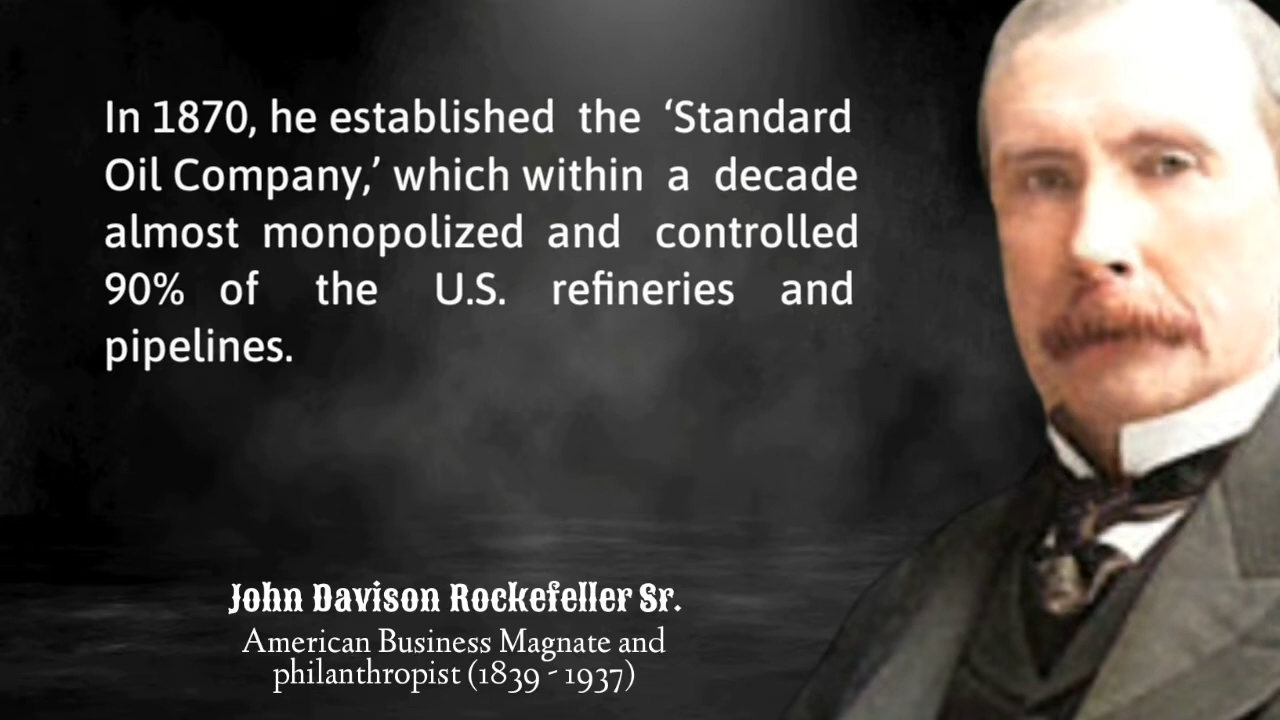 In 1870, he established the ‘Standard
Oil Company,’ which within a decade
almost monopolized and controlled
90% of the U.S. refineries and
pipelines.
John Davison Rockefeller Sr.
American Business Magnate and
philanthropist (1839 - 1937)